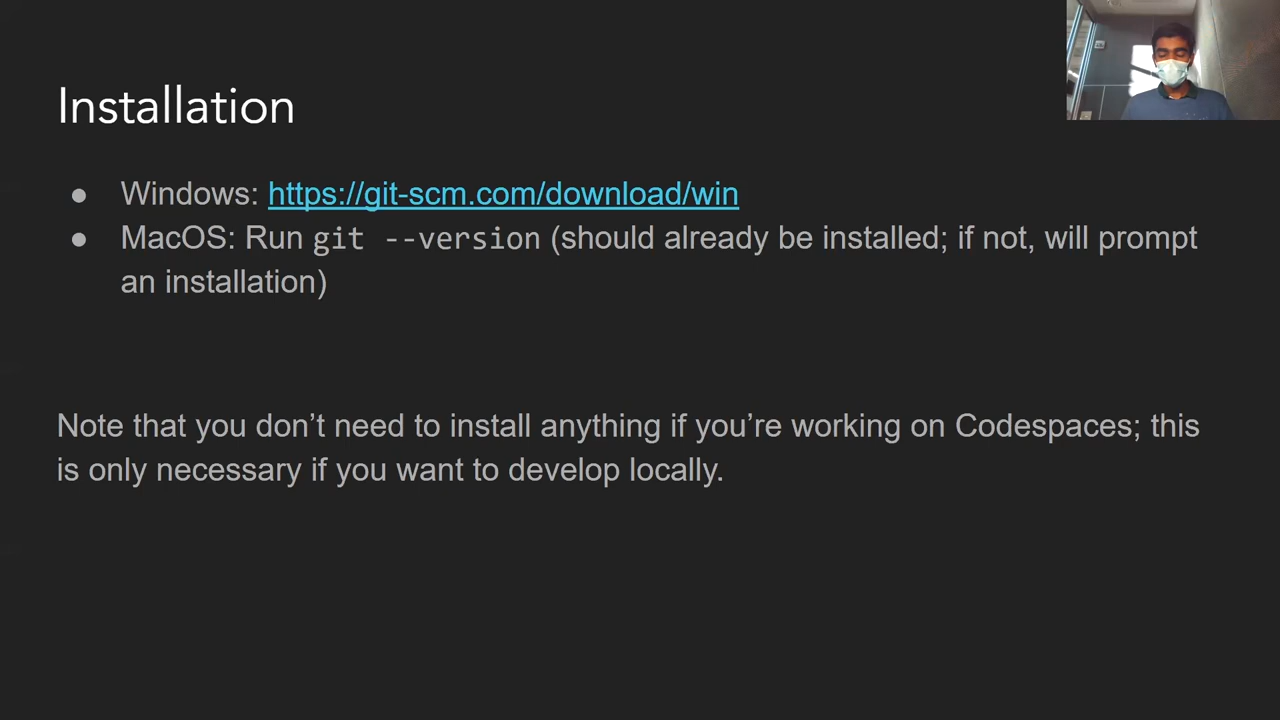 Installation
● Windows: https://git-scm.com/download/win
● MacOS: Run git --version (should already be installed; if not, will prompt
an installation)
Note that you don’t need to install anything if you’re working on Codespaces; this
is only necessary if you want to develop locally.